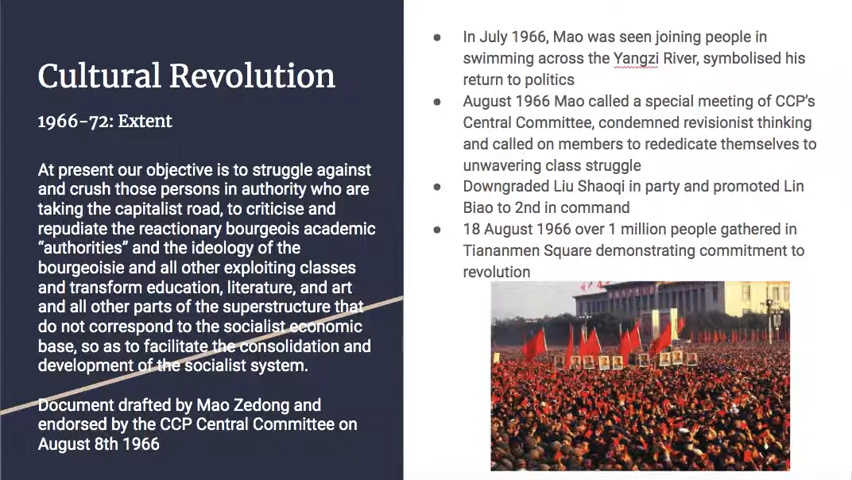 Cultural Revolution
1966-72: Extent
At present our objective is to struggle against
and crush those persons in authority who are
taking the capitalist road, to criticise and
repudiate the reactionary bourgeois academic
"authorities" and the ideology of the
bourgeoisie and all other exploiting classes
and transform education, literature, and art
and all other parts of the superstructure that
do not correspond to the socialist economic
base, so as to facilitate the consolidation and
development of the socialist system.
Document drafted by Mao Zedong and
endorsed by the CCP Central Committee on
August 8th 1966
● In July 1966, Mao was seen joining people in
swimming across the Yangzi River, symbolised his
return to politics
● August 1966 Mao called a special meeting of CCP's
Central Committee, condemned revisionist thinking
and called on members to rededicate themselves to
unwavering class struggle
● Downgraded Liu Shaoqi in party and promoted Lin
Biao to 2nd in command
● 18 August 1966 over 1 million people gathered in
Tiananmen Square demonstrating commitment to
revolution